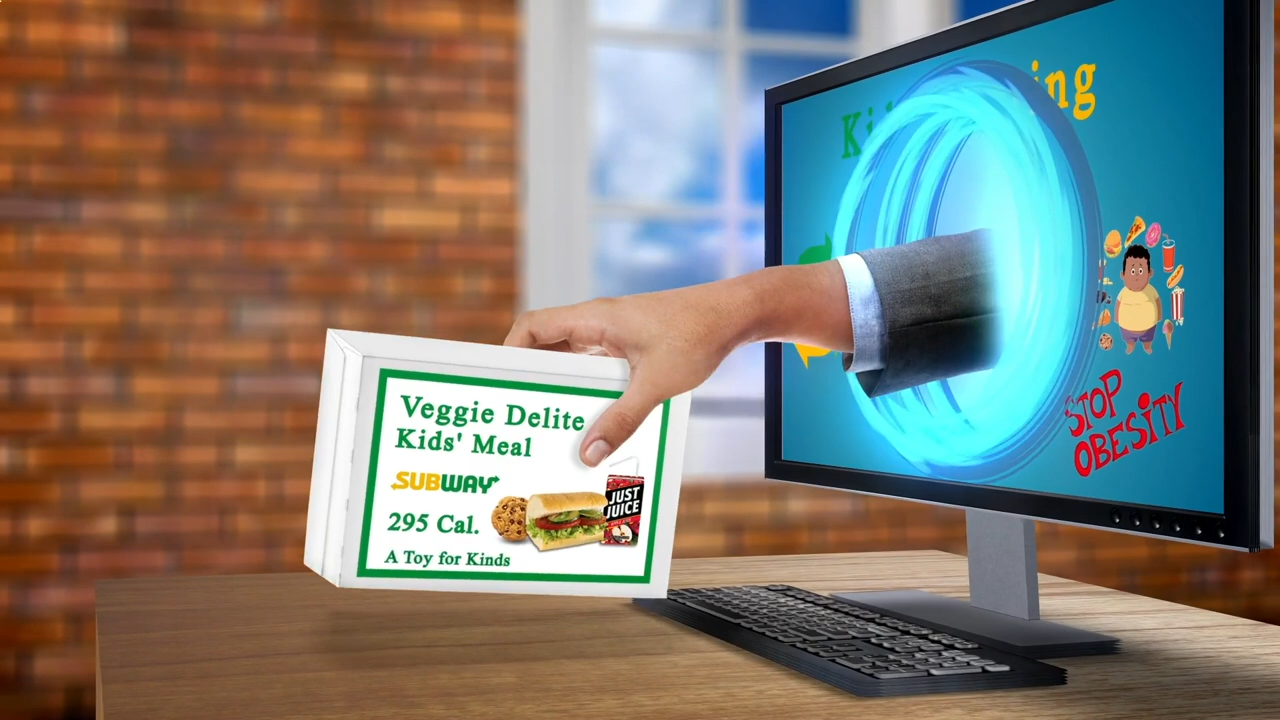 Veggie Delite
Kids' Meal
SUBWAY
295 Cal.
A Toy for Kinds
JUST
JUICE
STOP
OBESITY